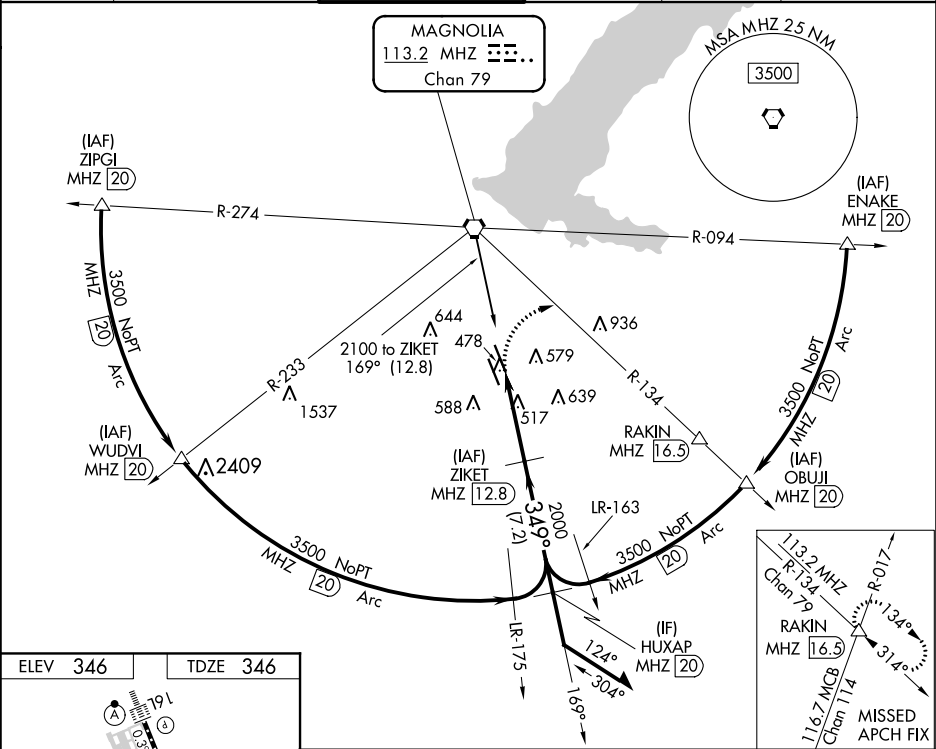 MAGNOLIA
113.2 MHZ
Chan 79
MSA MHZ 25 NM
3500
(IAF)
ZIPGI
MHZ 20
(IAF)
ENAKE
MHZ 20
R-274
R-094
3500 NoPT
MHZ 20 Arc
644
936
478
579
2100 to ZIKET
169° (12.8)
R-233
R-134
3500 NoPT
MHZ 20 Arc
1537
588
517
639
(IAF)
WUDVI
MHZ 20
2409
RAKIN
MHZ 16.5
(IAF)
ZIKET
MHZ 12.8
(IAF)
OBUJI
MHZ 20
349°
2000
(7.2)
LR-163
3500 NoPT
MHZ 20 Arc
3500 NoPT
MHZ 20 Arc
LR-175
(IF)
HUXAP
MHZ 20
124°
304°
169°
113.2 MHZ
R-134
Chan 79
R-017
RAKIN
MHZ 16.5
134°
314°
116.7 MCB
Chan 114
MISSED
APCH FIX
ELEV 346
TDZE 346
A
19L
P